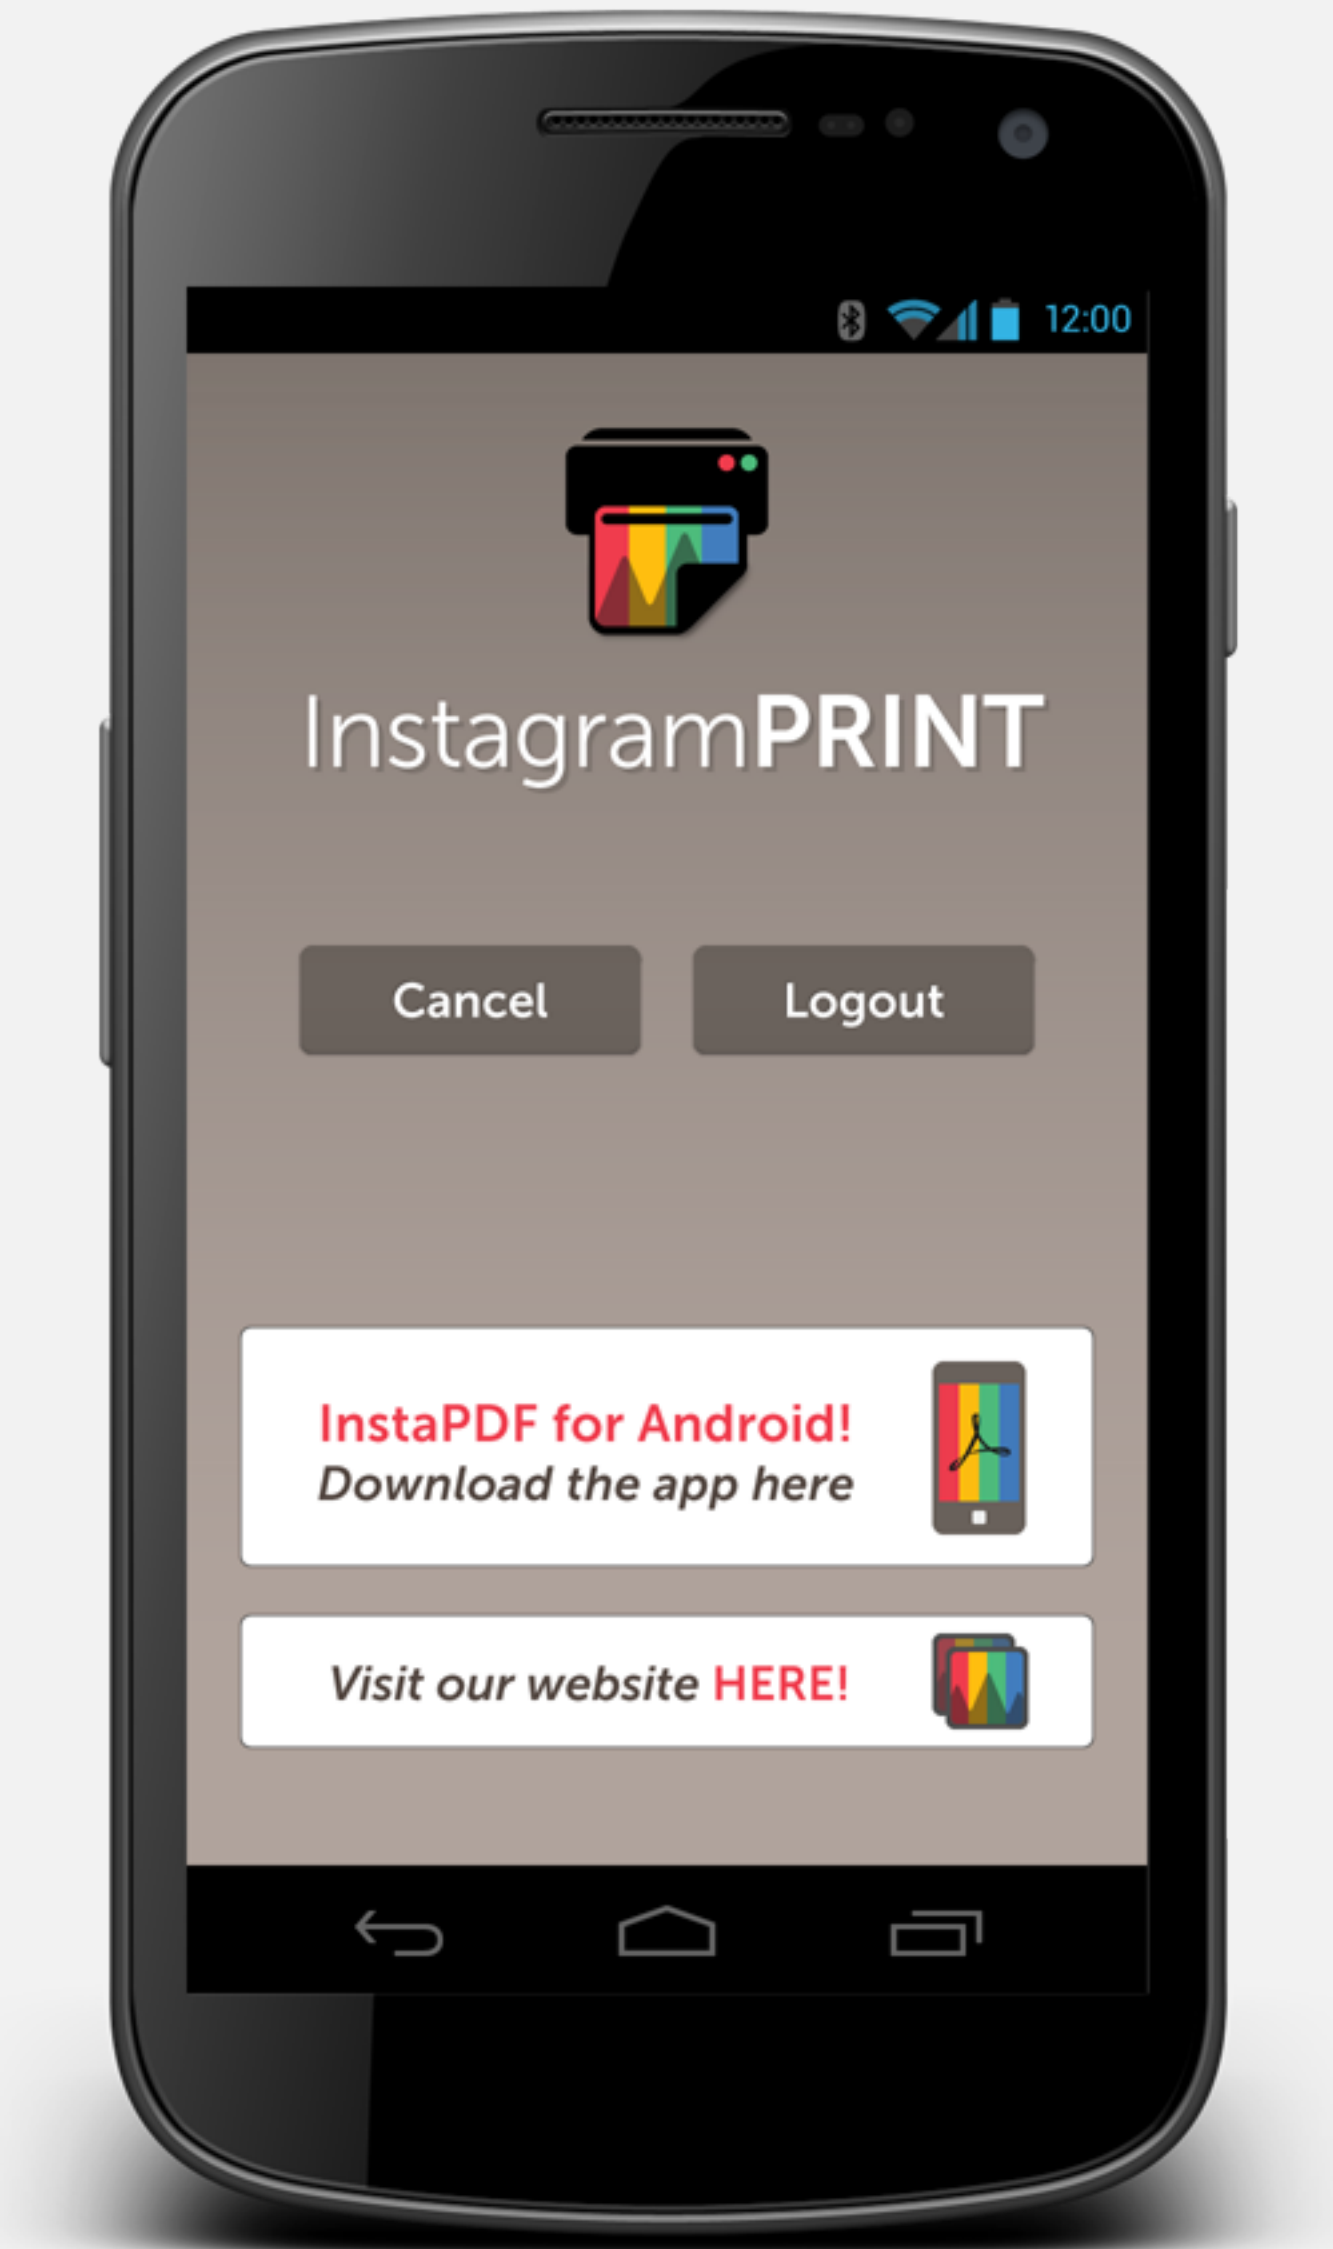 12:00
InstagramPRINT
Cancel
Logout
InstaPDF for Android!
Download the app here
Visit our website HERE!